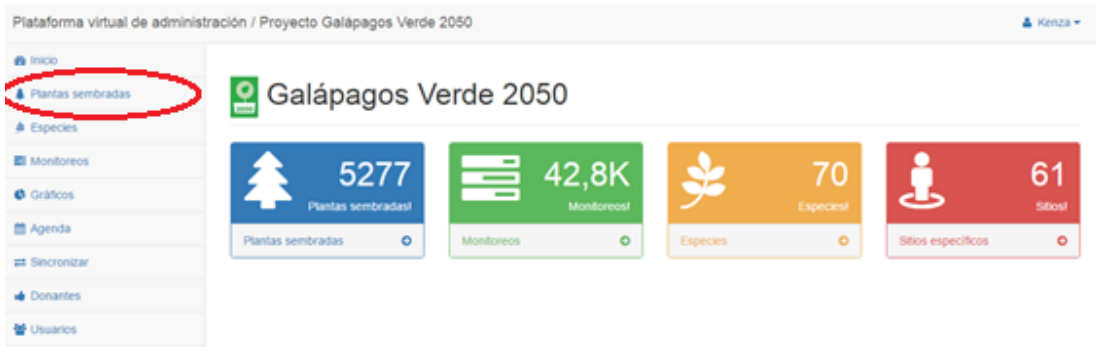 Plataforma virtual de administración / Proyecto Galápagos Verde 2050
Kenza
Inicio
Plantas sembradas
Especies
Monitoreos
Gráficos
Agenda
Sincronizar
Donantes
Usuarios
2050
Galápagos Verde 2050
5277
Plantas sembradas!
Plantas sembradas
42,8K
Monitoreos!
Monitoreos
70
Especies!
Especies
61
Sitios!
Sitios específicos